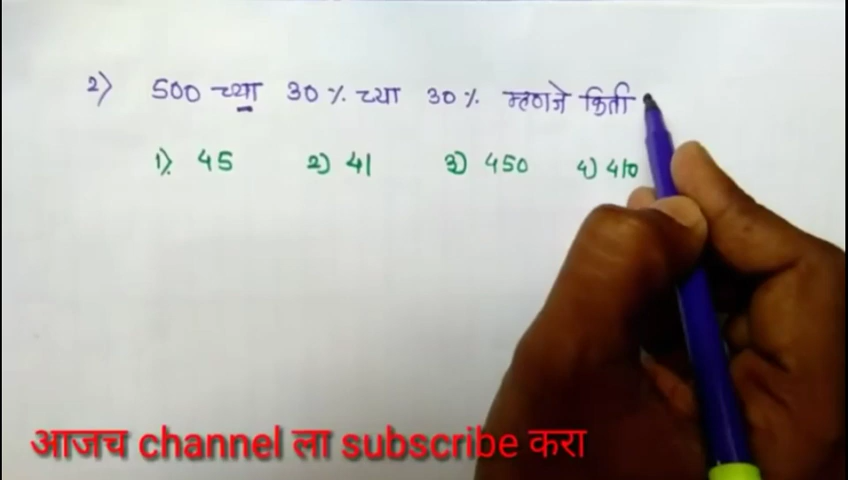 2) 500 च्या 30 % च्या 30 % म्हणजे किती
1) 45 2) 41 3) 450 4) 410
आजच channel ला subscribe करा